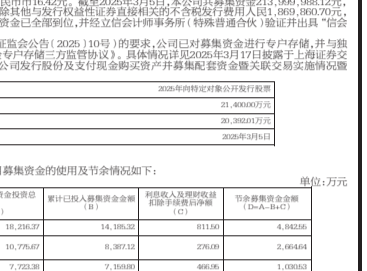 民币16.42元。截至2025年3月5日，本公司共募集资金213,999,988.12元，
除其他与发行权益性证券直接相关的不含税发行费用人民1,869,860.70元，
资金已全部到位，并经立信会计师事务所（特殊普通合伙）验证并出具“信会
证监会公告〔2025〕10号）的要求，公司已对募集资金进行专户存储，并与独
会专户存储三方监管协议》。具体情况详见2025年3月17日披露于上海证券交
公司发行股份及支付现金购买资产并募集配套资金暨关联交易实施情况暨
2025年向特定对象公开发行股票
21,400.00万元
20,392.01万元
2025年3月5日
募集资金的使用及节余情况如下：
单位：万元
资金投资总
累计已投入募集资金金额
（B）
利息收入及理财收益
扣除手续费后净额
（C）
节余募集资金金额
（D=A-B+C）
18,216.37 14,185.32 811.50 4,842.55
10,775.67 8,387.12 276.09 2,664.64
7,723.38 7,159.80 466.95 1,030.53